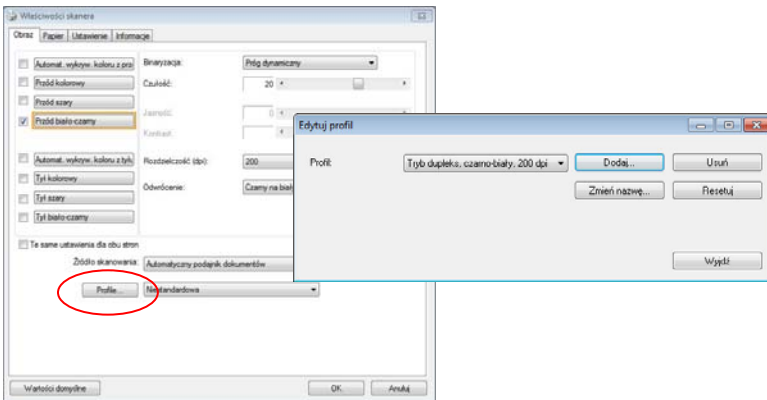 Właściwości skanera
Obraz Papier Ustawienie Informacje
Automat. wykryw. koloru z prz
Przód kolorowy
Przód szary
Przód biało-czarny
Automat. wykryw. koloru z tyłu
Tył kolorowy
Tył szary
Tył biało-czarny
Binaryzacja: Próg dynamiczny
Czułość: 20
Jasność: 0
Kontrast:
Rozdzielczość (dpi): 200
Odwrócenie: Czarny na biał
Te same ustawienia dla obu stron
Źródło skanowania: Automatyczny podajnik dokumentów
Profile... Niestandardowa
Wartości domyślne OK Anuluj
Edytuj profil
Profil: Tryb dupleks, czarno-biały, 200 dpi Dodaj... Usuń
Zmień nazwę... Resetuj
Wyjdź